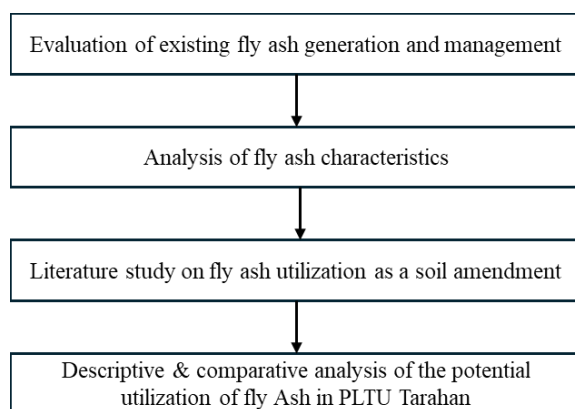 Evaluation of existing fly ash generation and management
Analysis of fly ash characteristics
Literature study on fly ash utilization as a soil amendment
Descriptive & comparative analysis of the potential
utilization of fly Ash in PLTU Tarahan